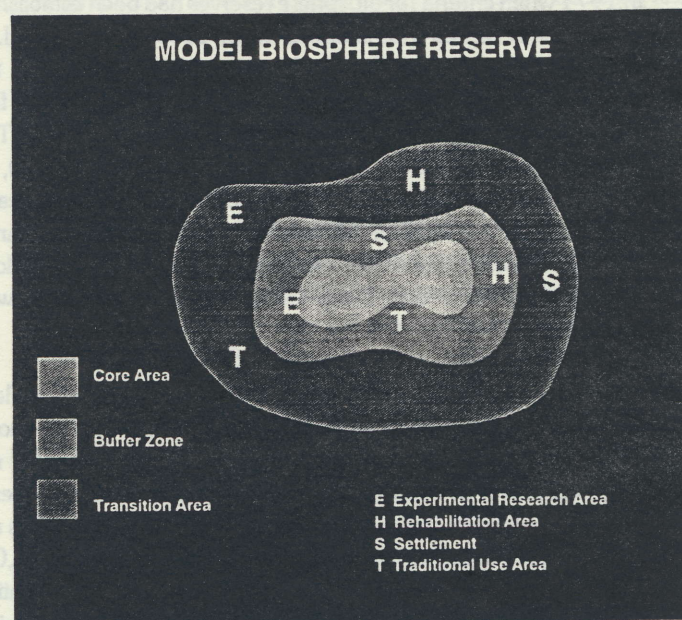 MODEL BIOSPHERE RESERVE
H
E
S
H
S
E
T
T
Core Area
Buffer Zone
Transition Area
E Experimental Research Area
H Rehabilitation Area
S Settlement
T Traditional Use Area